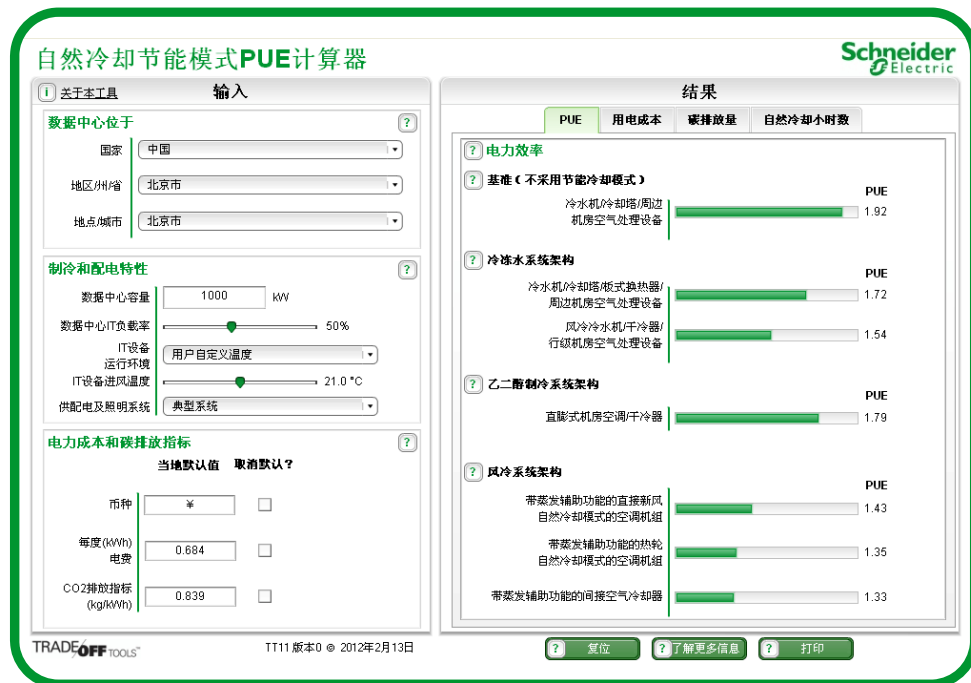 自然冷却节能模式PUE计算器
Schneider
Electric
i 关于本工具
输入
数据中心位于
?
国家
中国
地区/州/省
北京市
地点/城市
北京市
制冷和配电特性
?
数据中心容量
1000
kW
数据中心IT负载率
50%
IT设备
运行环境
用户自定义温度
IT设备进风温度
21.0 °C
供配电及照明系统
典型系统
电力成本和碳排放指标
?
当地默认值
取消默认？
币种
¥
每度(kWh)
电费
0.684
CO2排放指标
(kg/kWh)
0.839
结果
PUE
用电成本
碳排放量
自然冷却小时数
? 电力效率
? 基准（不采用节能冷却模式）
PUE
冷水机/冷却塔/周边
机房空气处理设备
1.92
? 冷冻水系统架构
PUE
冷水机/冷却塔/板式换热器/
周边机房空气处理设备
1.72
风冷冷水机/干冷器/
行级机房空气处理设备
1.54
? 乙二醇制冷系统架构
PUE
直膨式机房空调/干冷器
1.79
? 风冷系统架构
PUE
带蒸发辅助功能的直接新风
自然冷却模式的空调机组
1.43
带蒸发辅助功能的热轮
自然冷却模式的空调机组
1.35
带蒸发辅助功能的间接空气冷却器
1.33
TRADE OFF TOOLS™
TT11 版本0 © 2012年2月13日
? 复位
? 了解更多信息
? 打印